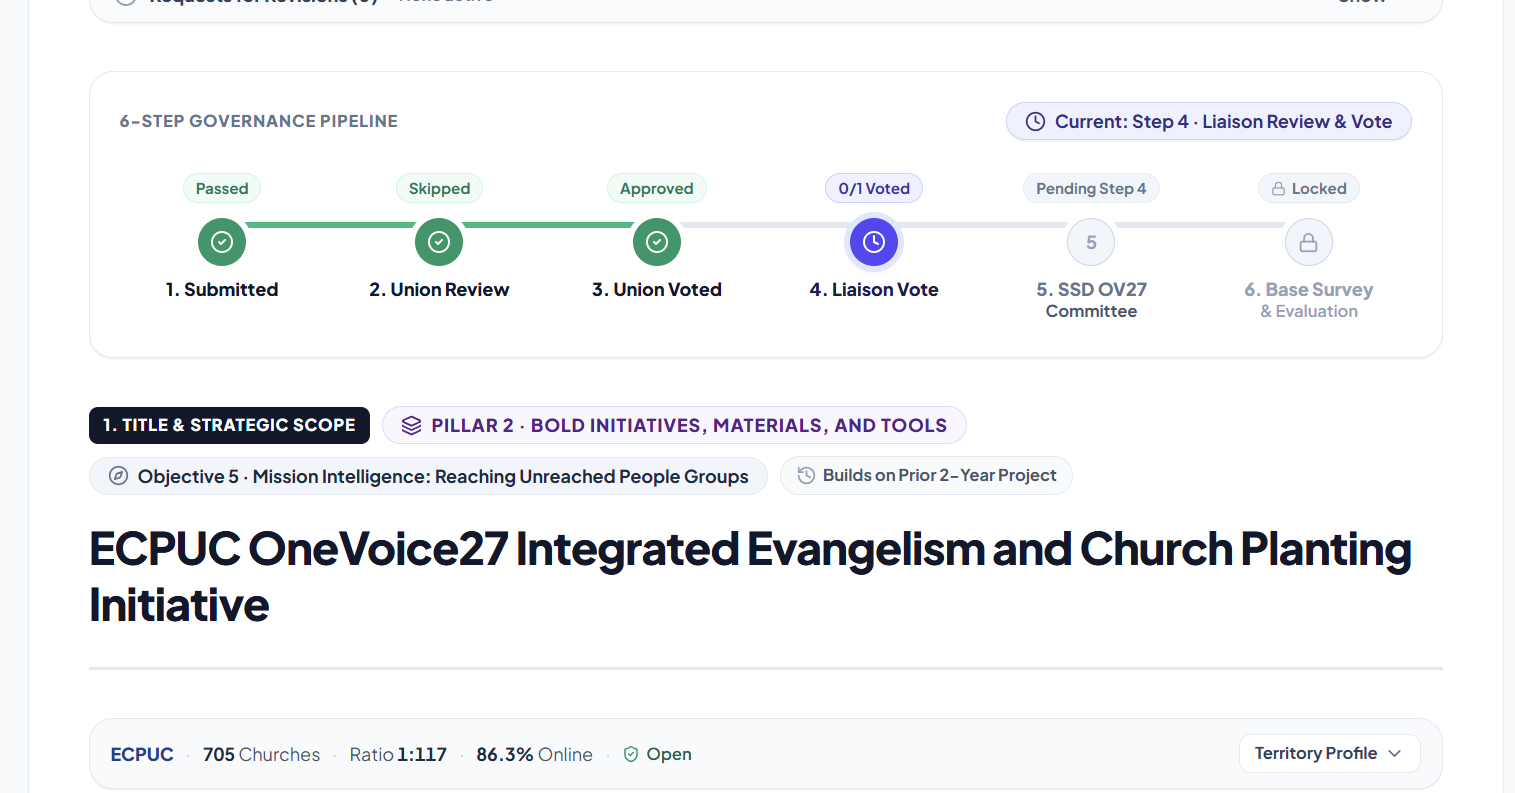 6-STEP GOVERNANCE PIPELINE
Current: Step 4 · Liaison Review & Vote
Passed
Skipped
Approved
0/1 Voted
Pending Step 4
Locked
5
1. Submitted
2. Union Review
3. Union Voted
4. Liaison Vote
5. SSD OV27
Committee
6. Base Survey
& Evaluation
1. TITLE & STRATEGIC SCOPE
PILLAR 2 · BOLD INITIATIVES, MATERIALS, AND TOOLS
Objective 5 · Mission Intelligence: Reaching Unreached People Groups
Builds on Prior 2-Year Project
ECPUC OneVoice27 Integrated Evangelism and Church Planting
Initiative
ECPUC · 705 Churches · Ratio 1:117 · 86.3% Online · Open
Territory Profile